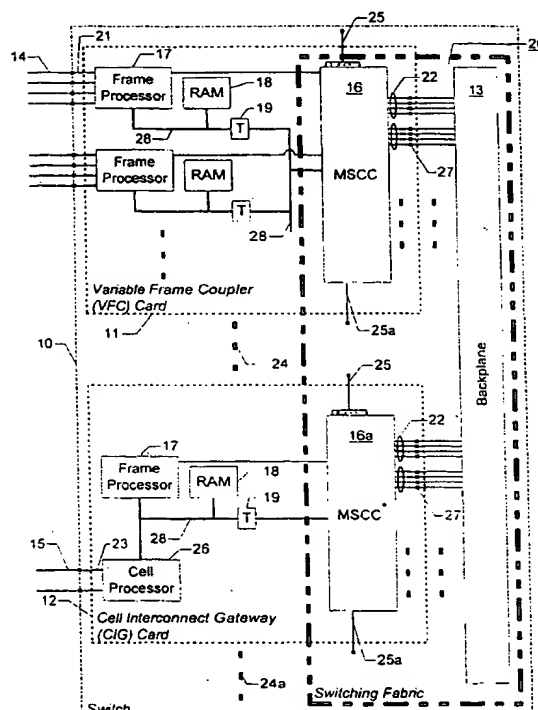 25
20
21
14
17
Frame
Processor
RAM
18
19
T
28
16
MSCC
22
27
13
Backplane
Frame
Processor
RAM
T
28
Variable Frame Coupler
(VFC) Card
11
25a
10
24
25
17
Frame
Processor
RAM
18
19
T
28
16a
MSCC*
22
27
15
23
26
Cell
Processor
12
Cell Interconnect Gateway
(CIG) Card
25a
24a
Switching Fabric
Switch